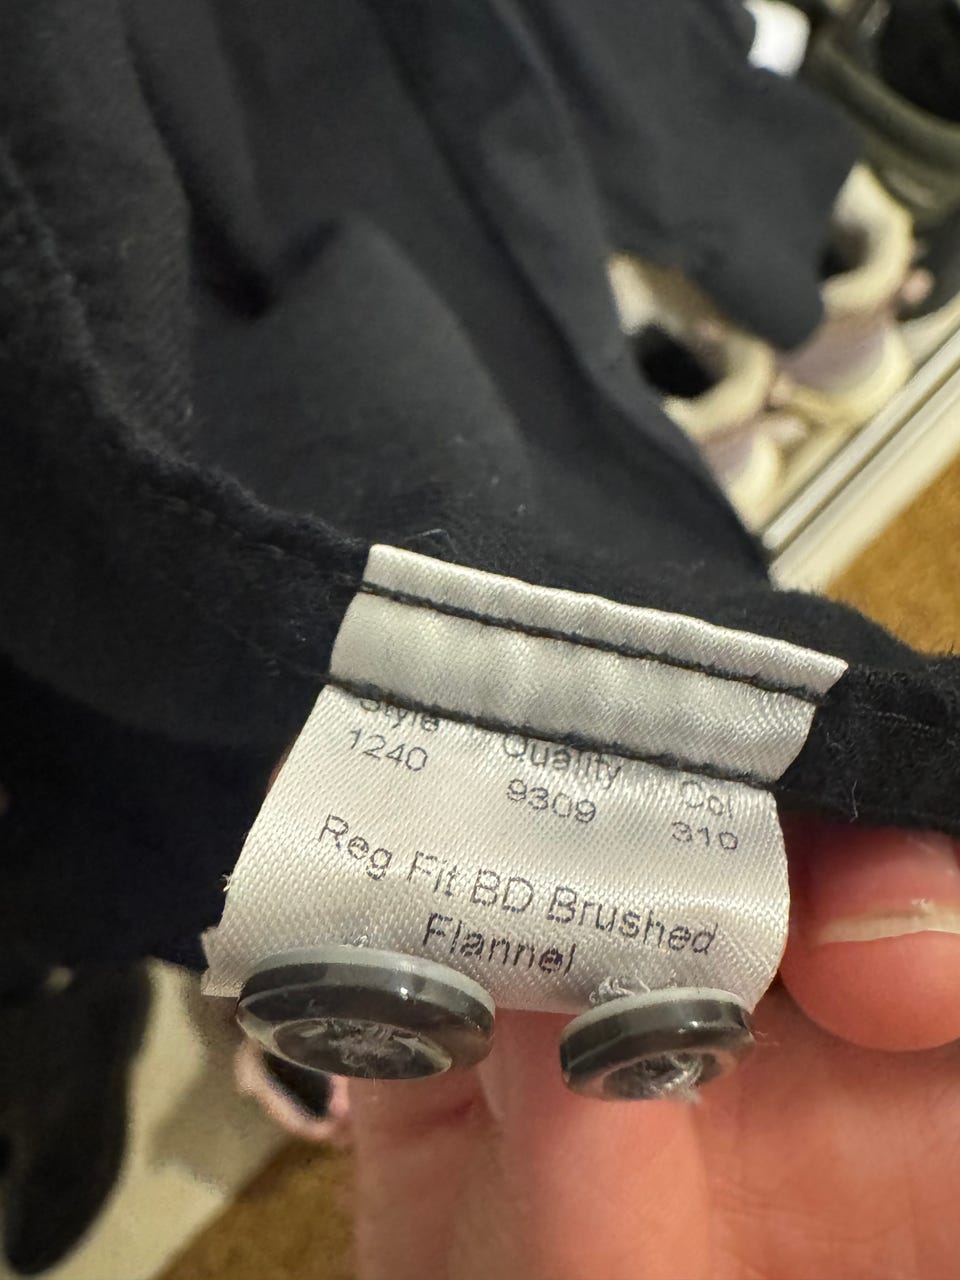 Style Quality Col
1240 9309 310
Reg Fit BD Brushed
Flannel